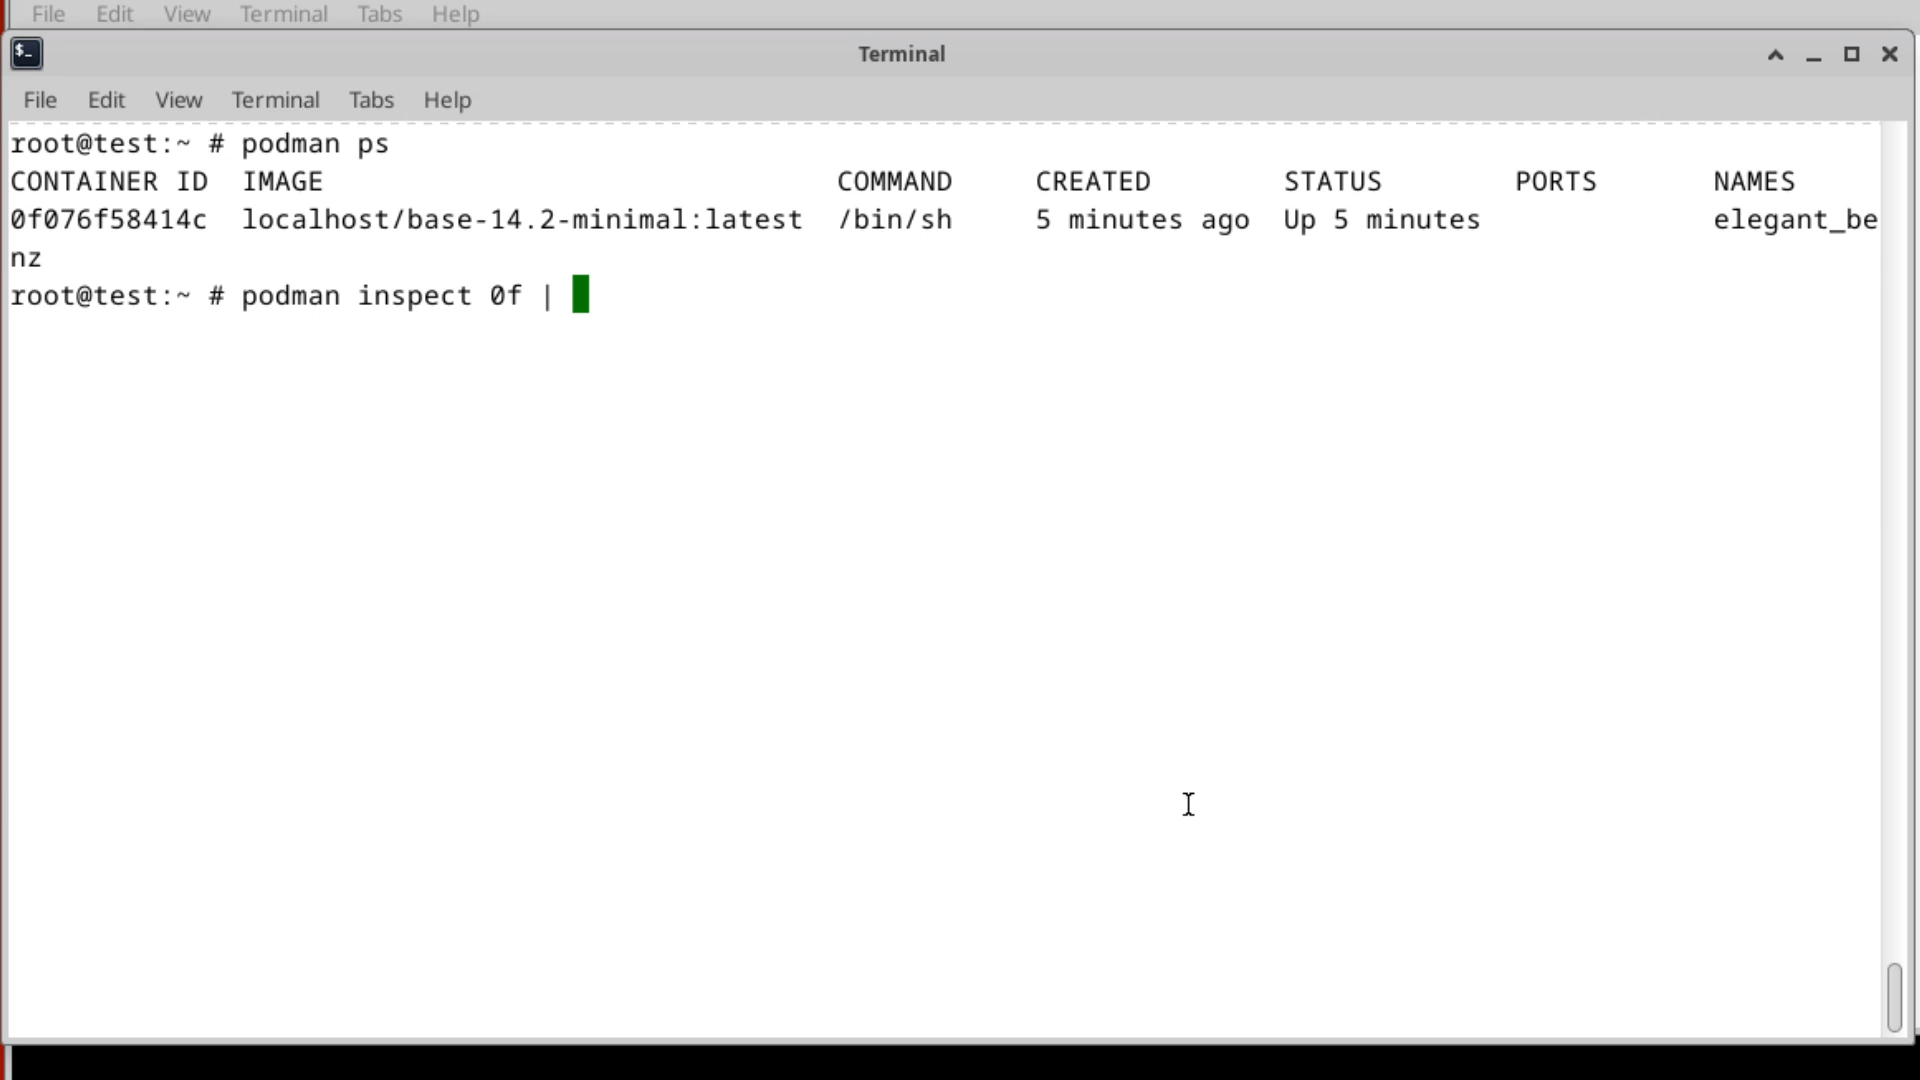 File Edit View Terminal Tabs Help
$_ Terminal
File Edit View Terminal Tabs Help
root@test:~ # podman ps
CONTAINER ID  IMAGE                                COMMAND     CREATED        STATUS        PORTS       NAMES
0f076f58414c  localhost/base-14.2-minimal:latest  /bin/sh     5 minutes ago  Up 5 minutes              elegant_be
nz
root@test:~ # podman inspect 0f |